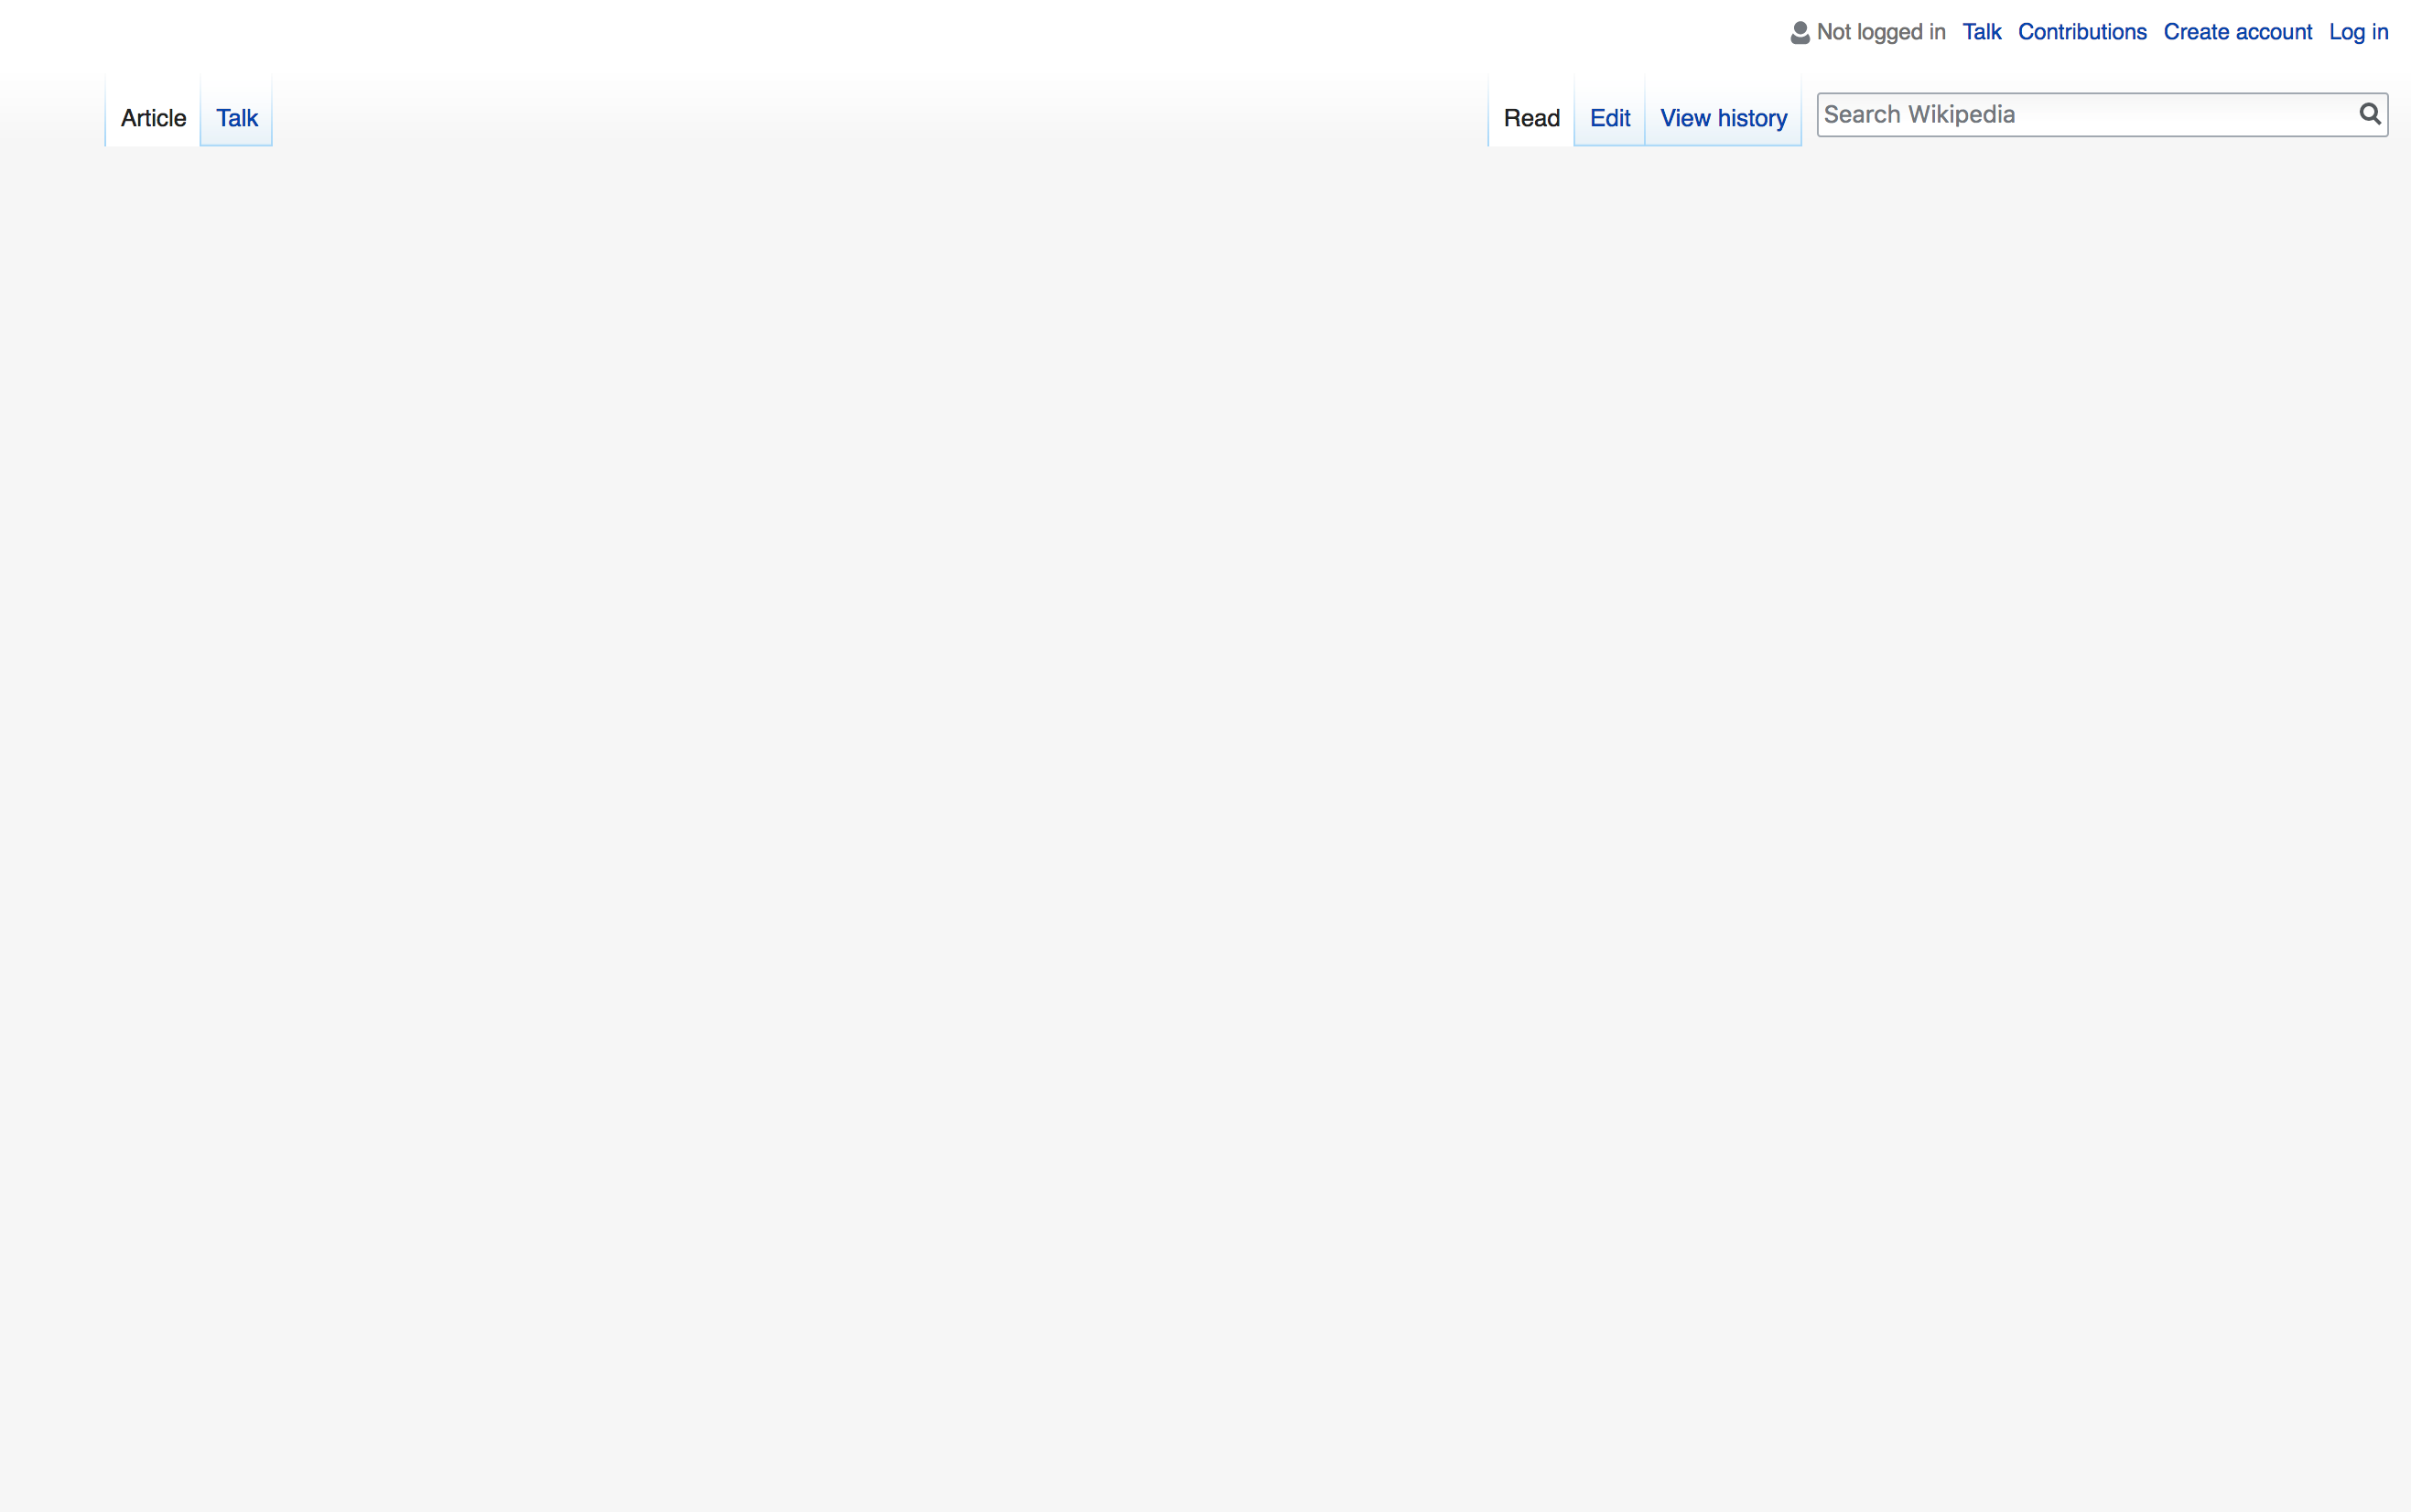 Not logged in Talk Contributions Create account Log in
Article Talk Read Edit View history Search Wikipedia